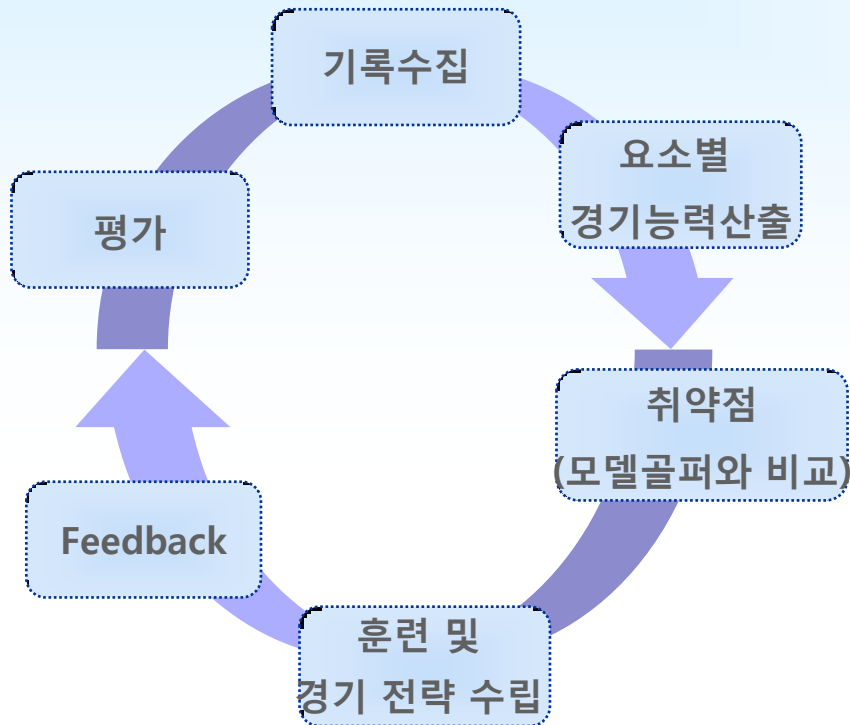 기록수집
요소별
경기능력산출
취약점
(모델골퍼와 비교)
훈련 및
경기 전략 수립
Feedback
평가